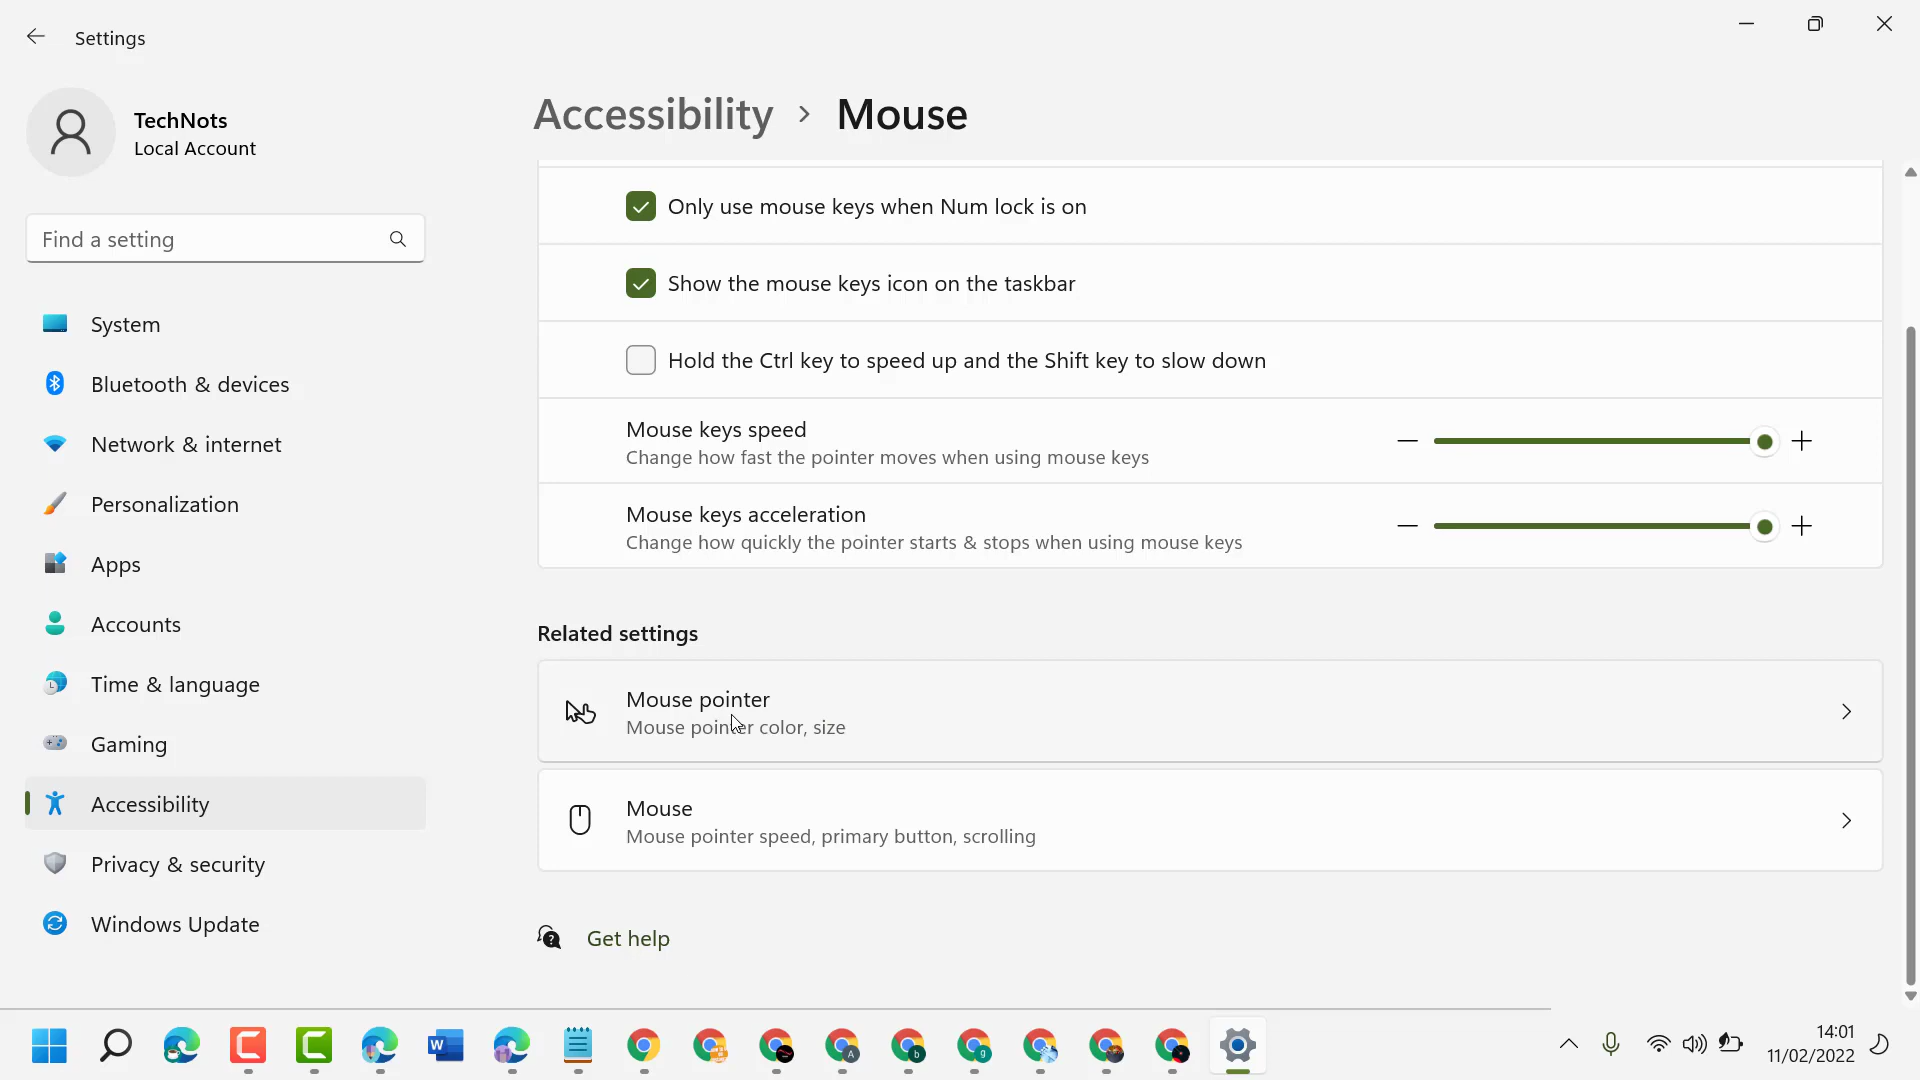 Settings
TechNots
Local Account
Find a setting
System
Bluetooth & devices
Network & internet
Personalization
Apps
Accounts
Time & language
Gaming
Accessibility
Privacy & security
Windows Update
Accessibility > Mouse
Only use mouse keys when Num lock is on
Show the mouse keys icon on the taskbar
Hold the Ctrl key to speed up and the Shift key to slow down
Mouse keys speed
Change how fast the pointer moves when using mouse keys
Mouse keys acceleration
Change how quickly the pointer starts & stops when using mouse keys
Related settings
Mouse pointer
Mouse pointer color, size
Mouse
Mouse pointer speed, primary button, scrolling
Get help
W
A
b
g
14:01
11/02/2022